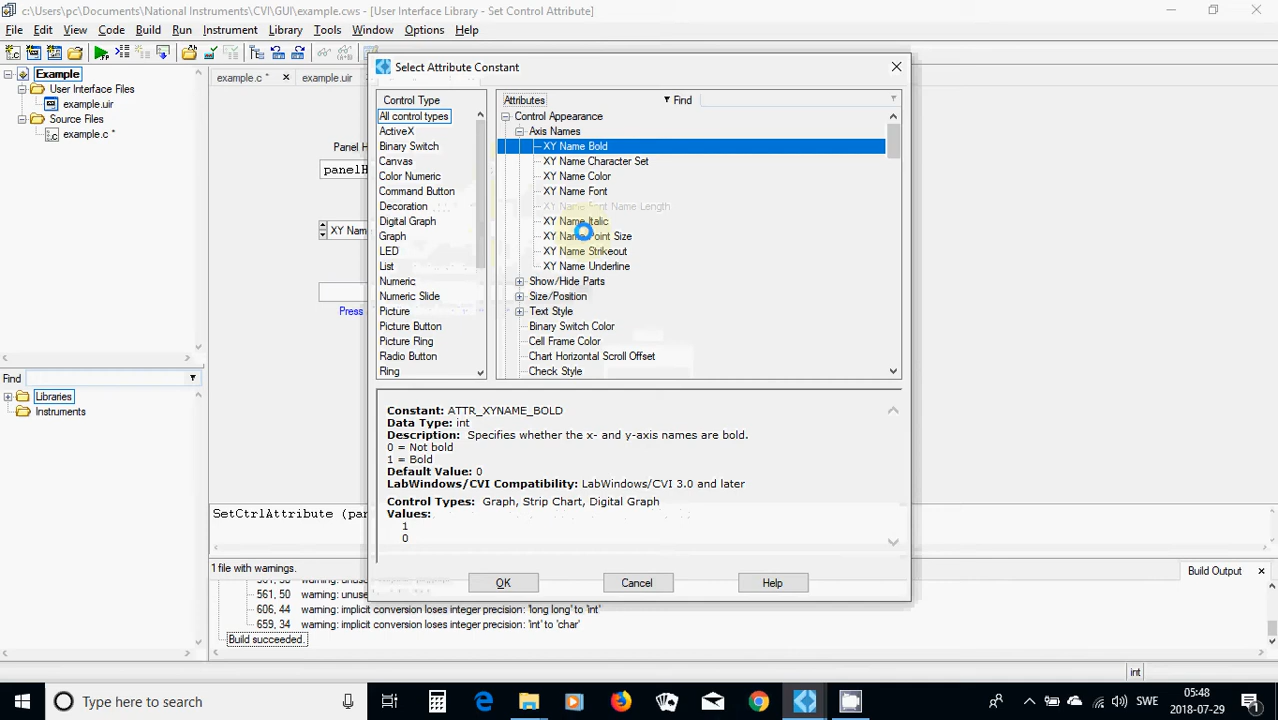 c:\Users\pc\Documents\National Instruments\CVI\GUI\example.cws - [User Interface Library - Set Control Attribute]
File Edit View Code Build Run Instrument Library Tools Window Options Help
Example
User Interface Files
example.uir
Source Files
example.c *
Find
Libraries
Instruments
example.c * example.uir
Panel H
panelH
XY Nam
Press
SetCtrlAttribute (pan
Select Attribute Constant
Control Type
All control types
ActiveX
Binary Switch
Canvas
Color Numeric
Command Button
Decoration
Digital Graph
Graph
LED
List
Numeric
Numeric Slide
Picture
Picture Button
Picture Ring
Radio Button
Ring
Attributes Find
Control Appearance
Axis Names
XY Name Bold
XY Name Character Set
XY Name Color
XY Name Font
XY Name Font Name Length
XY Name Italic
XY Name Point Size
XY Name Strikeout
XY Name Underline
Show/Hide Parts
Size/Position
Text Style
Binary Switch Color
Cell Frame Color
Chart Horizontal Scroll Offset
Check Style
Constant: ATTR_XYNAME_BOLD
Data Type: int
Description: Specifies whether the x- and y-axis names are bold.
0 = Not bold
1 = Bold
Default Value: 0
LabWindows/CVI Compatibility: LabWindows/CVI 3.0 and later
Control Types: Graph, Strip Chart, Digital Graph
Values:
1
0
OK Cancel Help
1 file with warnings. Build Output
561, 50 warning: unuse
606, 44 warning: implicit conversion loses integer precision: 'long long' to 'int'
659, 34 warning: implicit conversion loses integer precision: 'int' to 'char'
Build succeeded.
int
Type here to search
SWE
05:48
2018-07-29
1